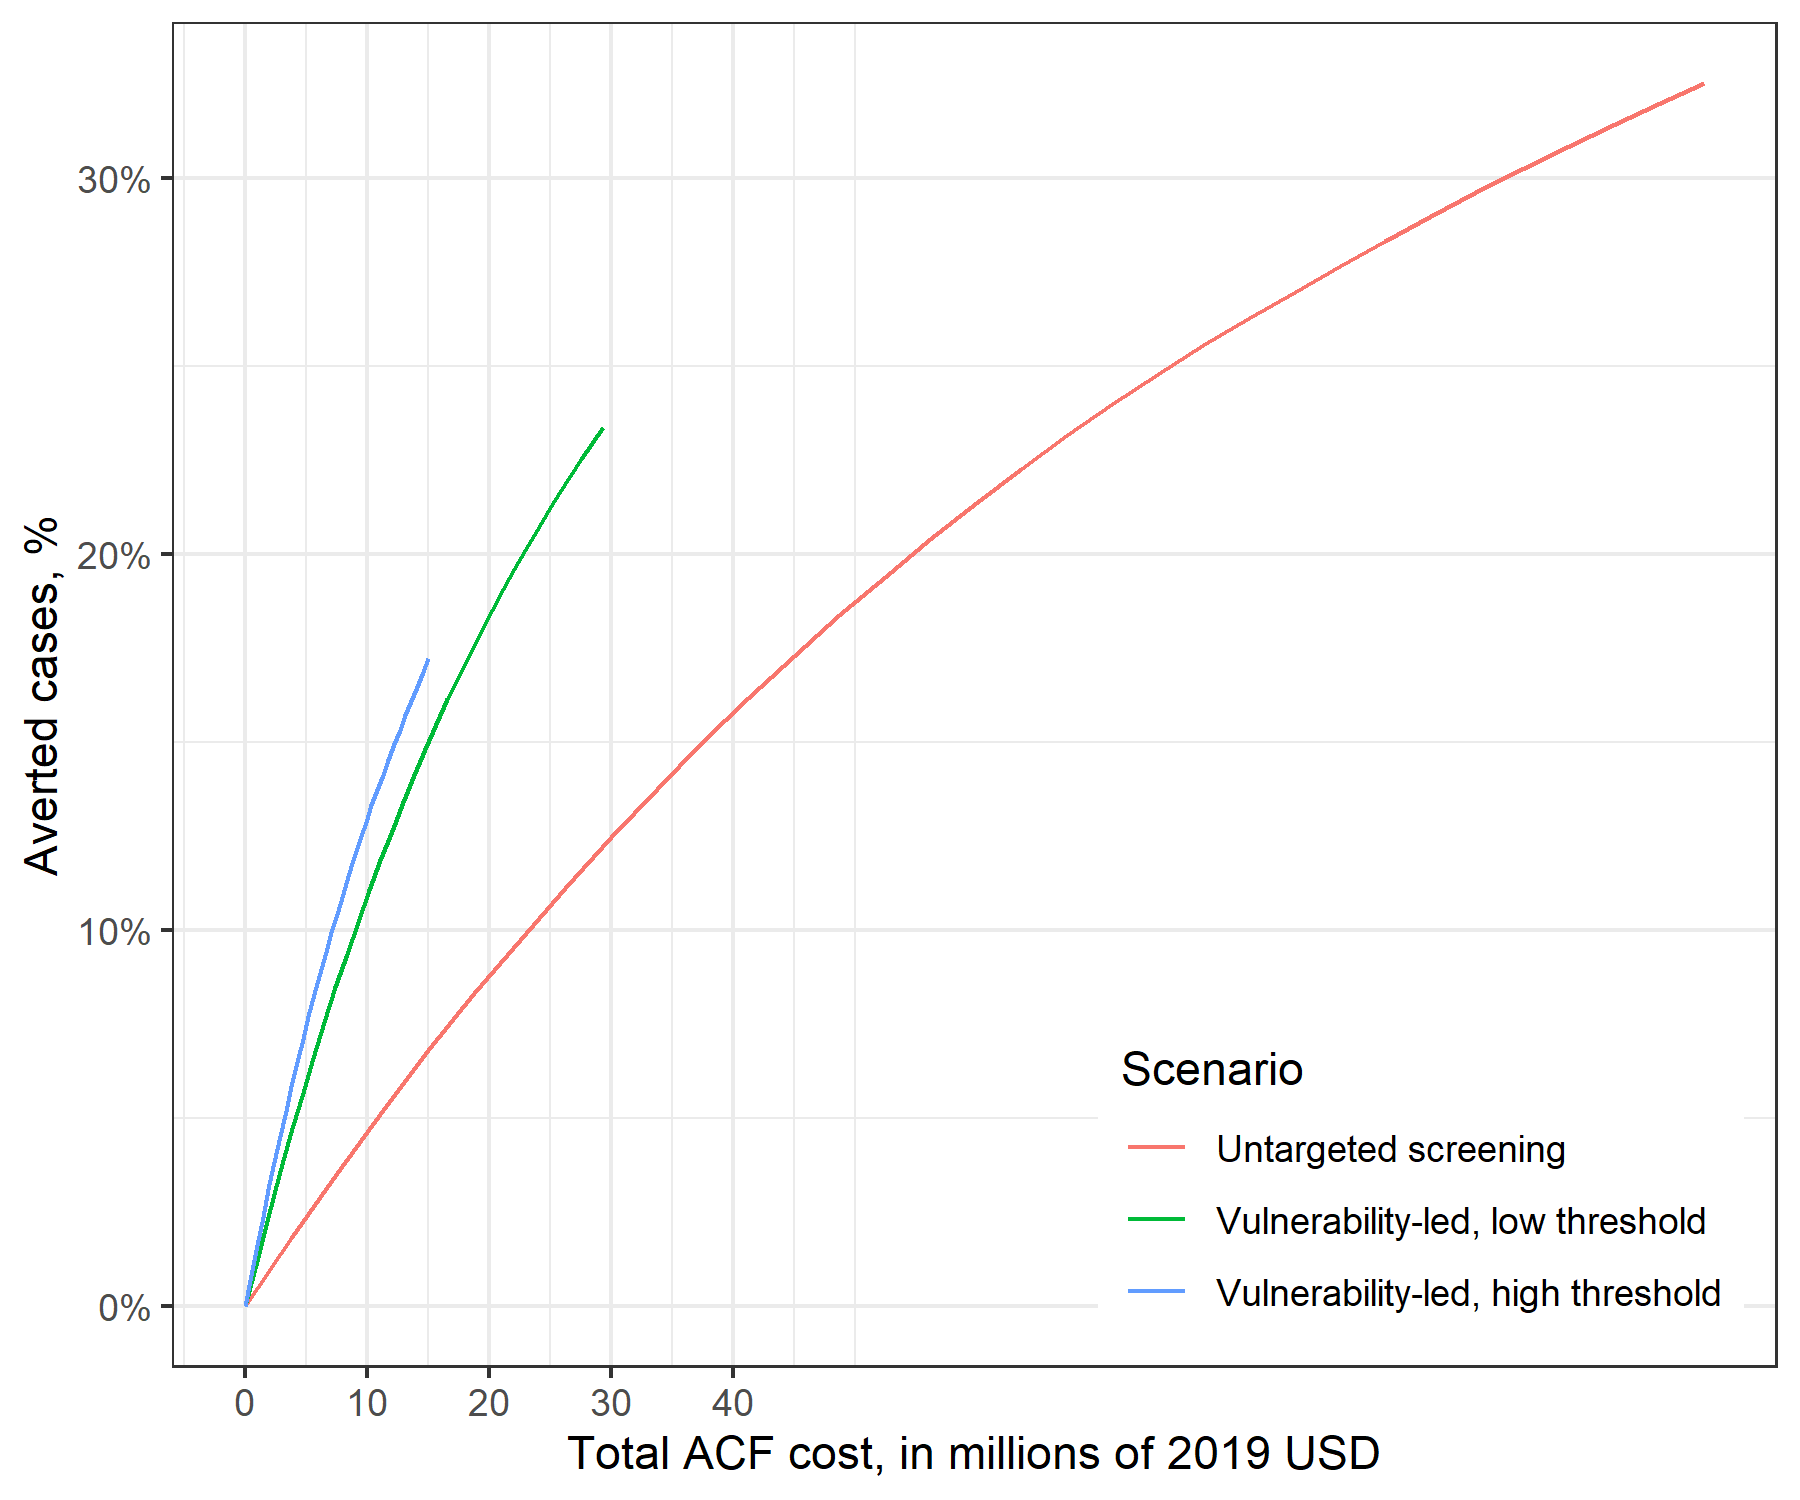 30%
20%
10%
0%
Averted cases, %
0 10 20 30 40
Total ACF cost, in millions of 2019 USD
Scenario
Untargeted screening
Vulnerability-led, low threshold
Vulnerability-led, high threshold